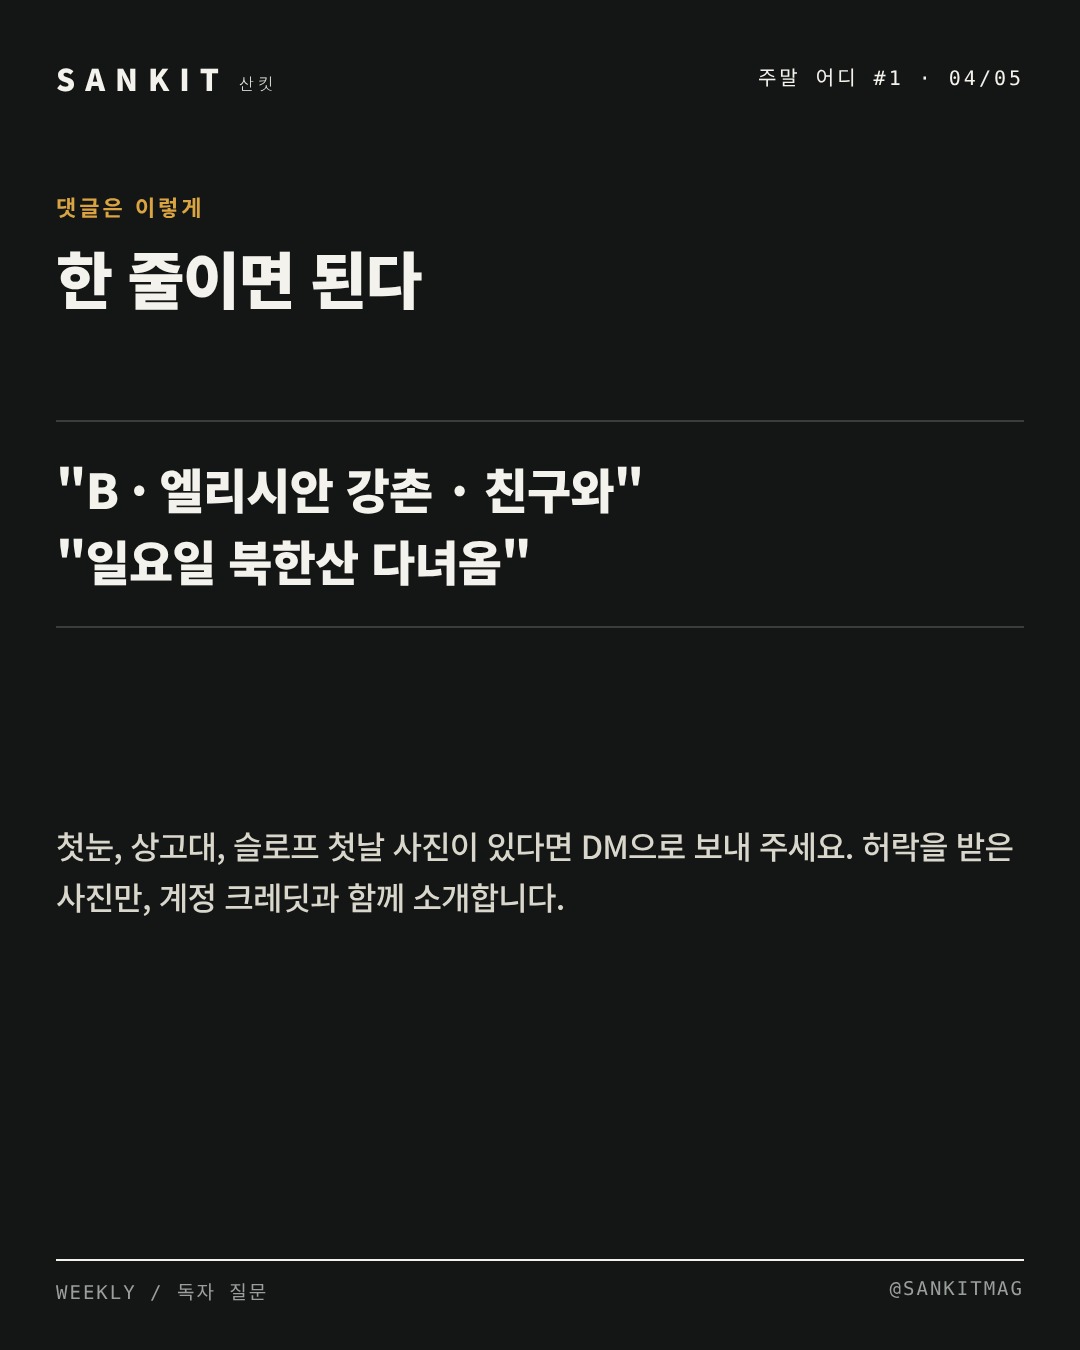 SANKIT 산킷
주말 어디 #1 · 04/05
댓글은 이렇게
한 줄이면 된다
"B · 엘리시안 강촌 · 친구와"
"일요일 북한산 다녀옴"
첫눈, 상고대, 슬로프 첫날 사진이 있다면 DM으로 보내 주세요. 허락을 받은
사진만, 계정 크레딧과 함께 소개합니다.
WEEKLY / 독자 질문
@SANKITMAG